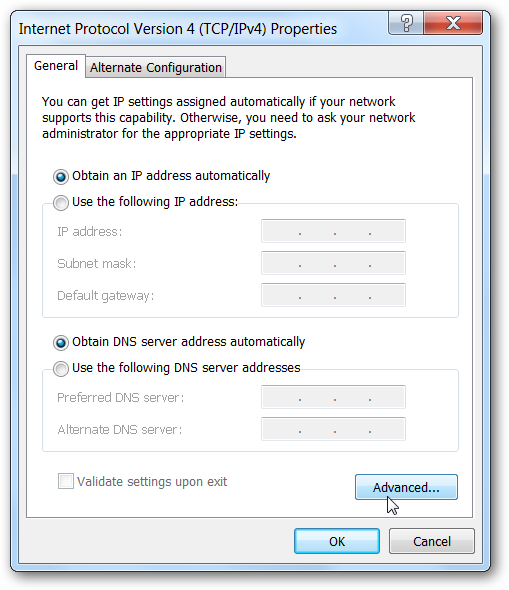 Internet Protocol Version 4 (TCP/IPv4) Properties
?
General
Alternate Configuration
You can get IP settings assigned automatically if your network
supports this capability. Otherwise, you need to ask your network
administrator for the appropriate IP settings.
Obtain an IP address automatically
Use the following IP address:
IP address:
Subnet mask:
Default gateway:
Obtain DNS server address automatically
Use the following DNS server addresses
Preferred DNS server:
Alternate DNS server:
Validate settings upon exit
Advanced...
OK
Cancel